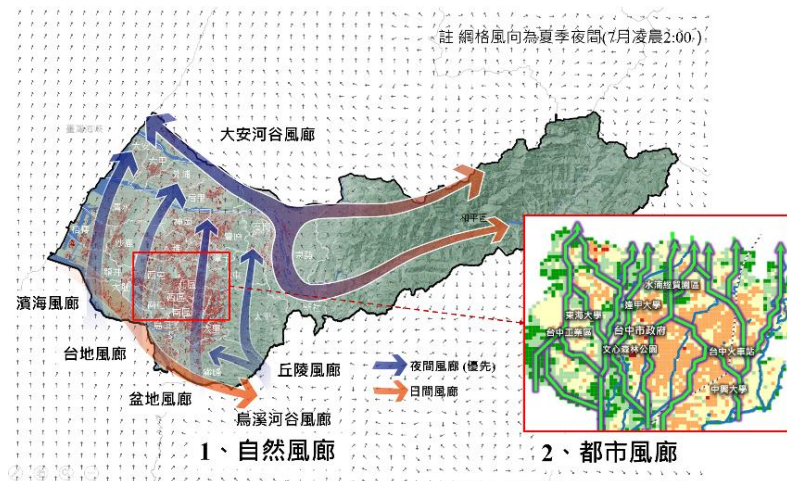 註 網格風向為夏季夜間(7月凌晨2:00 )
大安河谷風廊
和平區
濱海風廊
台地風廊
盆地風廊
丘陵風廊
烏溪河谷風廊
夜間風廊 (優先)
日間風廊
水湳經貿園區
逢甲大學
東海大學
台中工業區
台中市政府
文心森林公園
台中火車站
中興大學
1、自然風廊
2、都市風廊